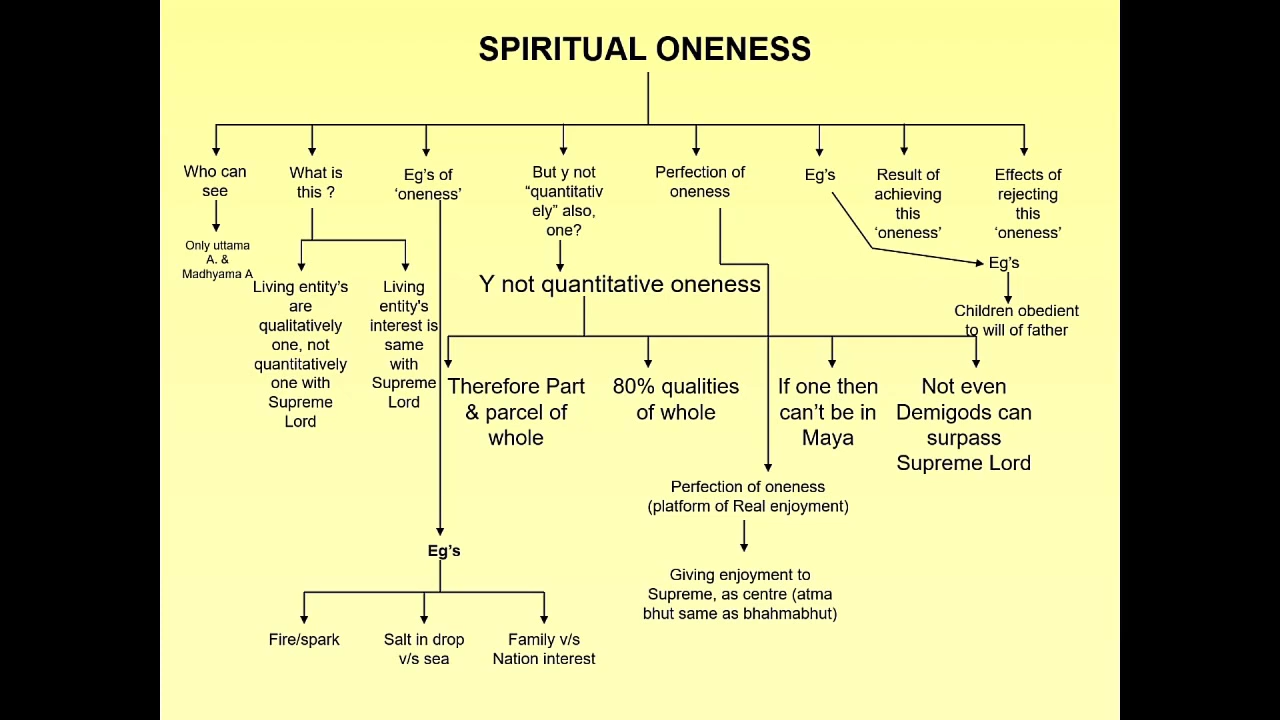 SPIRITUAL ONENESS
Who can
see
What is
this ?
Eg's of
‘oneness’
But y not
“quantitativ
ely” also,
one?
Perfection of
oneness
Eg's
Result of
achieving
this
‘oneness’
Effects of
rejecting
this
‘oneness’
Only uttama
A. &
Madhyama A
Living entity’s
are
qualitatively
one, not
quantitatively
one with
Supreme
Lord
Living
entity's
interest is
same
with
Supreme
Lord
Y not quantitative oneness
Eg’s
Children obedient
to will of father
Therefore Part
& parcel of
whole
80% qualities
of whole
If one then
can’t be in
Maya
Not even
Demigods can
surpass
Supreme Lord
Perfection of oneness
(platform of Real enjoyment)
Giving enjoyment to
Supreme, as centre (atma
bhut same as bhahmabhut)
Eg’s
Fire/spark
Salt in drop
v/s sea
Family v/s
Nation interest